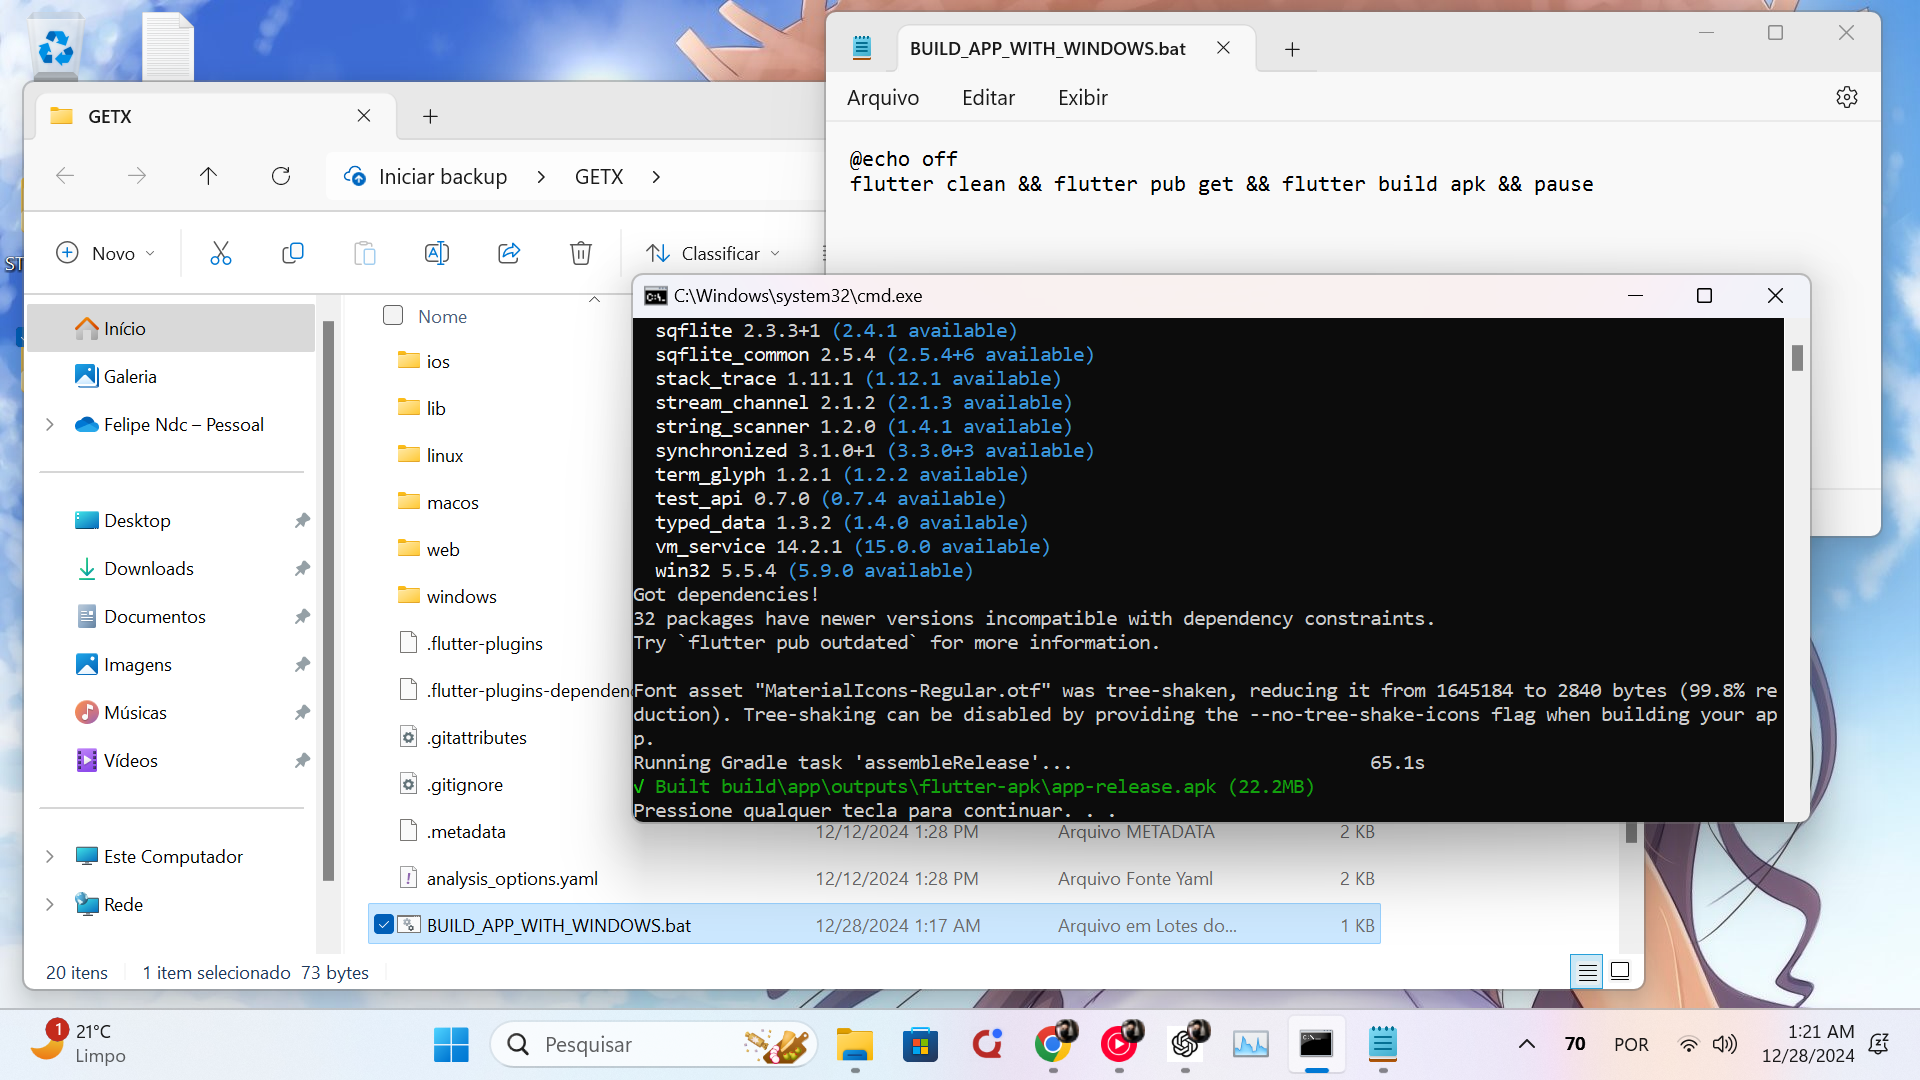 BUILD_APP_WITH_WINDOWS.bat
Arquivo Editar Exibir
@echo off
flutter clean && flutter pub get && flutter build apk && pause
GETX
Iniciar backup
GETX
Novo
Classificar
ST
Início
Galeria
Felipe Ndc – Pessoal
Desktop
Downloads
Documentos
Imagens
Músicas
Vídeos
Este Computador
Rede
Nome
ios
lib
linux
macos
web
windows
.flutter-plugins
.flutter-plugins-dependen
.gitattributes
.gitignore
.metadata 12/12/2024 1:28 PM Arquivo METADATA 2 KB
analysis_options.yaml 12/12/2024 1:28 PM Arquivo Fonte Yaml 2 KB
BUILD_APP_WITH_WINDOWS.bat 12/28/2024 1:17 AM Arquivo em Lotes do... 1 KB
20 itens 1 item selecionado 73 bytes
C:\Windows\system32\cmd.exe
sqflite 2.3.3+1 (2.4.1 available)
sqflite_common 2.5.4 (2.5.4+6 available)
stack_trace 1.11.1 (1.12.1 available)
stream_channel 2.1.2 (2.1.3 available)
string_scanner 1.2.0 (1.4.1 available)
synchronized 3.1.0+1 (3.3.0+3 available)
term_glyph 1.2.1 (1.2.2 available)
test_api 0.7.0 (0.7.4 available)
typed_data 1.3.2 (1.4.0 available)
vm_service 14.2.1 (15.0.0 available)
win32 5.5.4 (5.9.0 available)
Got dependencies!
32 packages have newer versions incompatible with dependency constraints.
Try `flutter pub outdated` for more information.
Font asset "MaterialIcons-Regular.otf" was tree-shaken, reducing it from 1645184 to 2840 bytes (99.8% re
duction). Tree-shaking can be disabled by providing the --no-tree-shake-icons flag when building your ap
p.
Running Gradle task 'assembleRelease'... 65.1s
√ Built build\app\outputs\flutter-apk\app-release.apk (22.2MB)
Pressione qualquer tecla para continuar. . .
1
21°C
Limpo
Pesquisar
70
POR
1:21 AM
12/28/2024